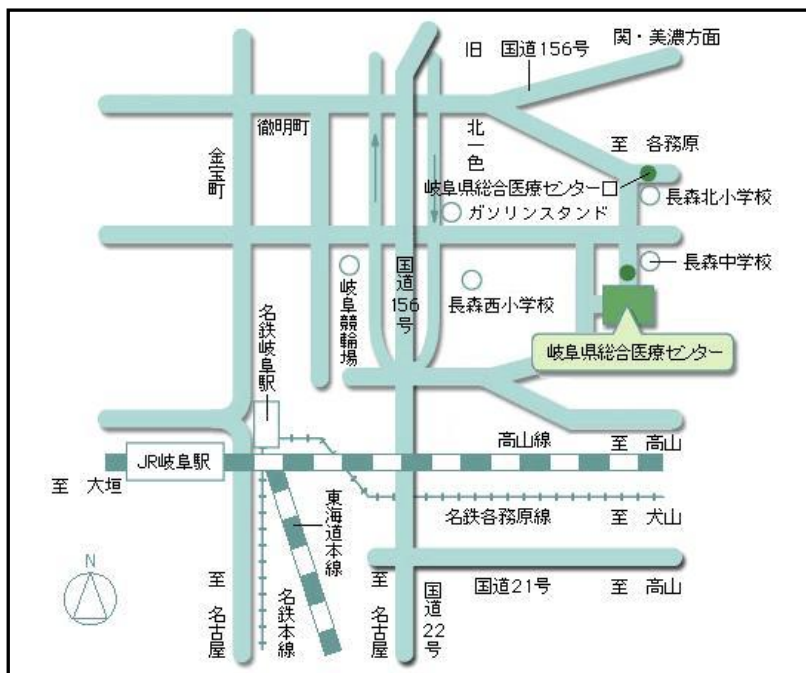 関・美濃方面
旧 国道156号
徹明町
北一色
至 各務原
金宝町
岐阜県総合医療センター口
長森北小学校
ガソリンスタンド
国道156号
長森中学校
岐阜競輪場
長森西小学校
名鉄岐阜駅
岐阜県総合医療センター
高山線
至 高山
JR岐阜駅
至 大垣
東海道本線
名鉄各務原線
至 犬山
N
至 名古屋
名鉄本線
至 名古屋
国道22号
国道21号
至 高山